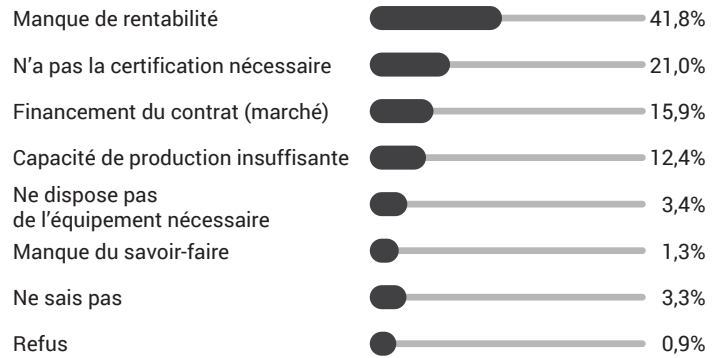 Manque de rentabilité 41,8%
N'a pas la certification nécessaire 21,0%
Financement du contrat (marché) 15,9%
Capacité de production insuffisante 12,4%
Ne dispose pas
de l'équipement nécessaire 3,4%
Manque du savoir-faire 1,3%
Ne sais pas 3,3%
Refus 0,9%